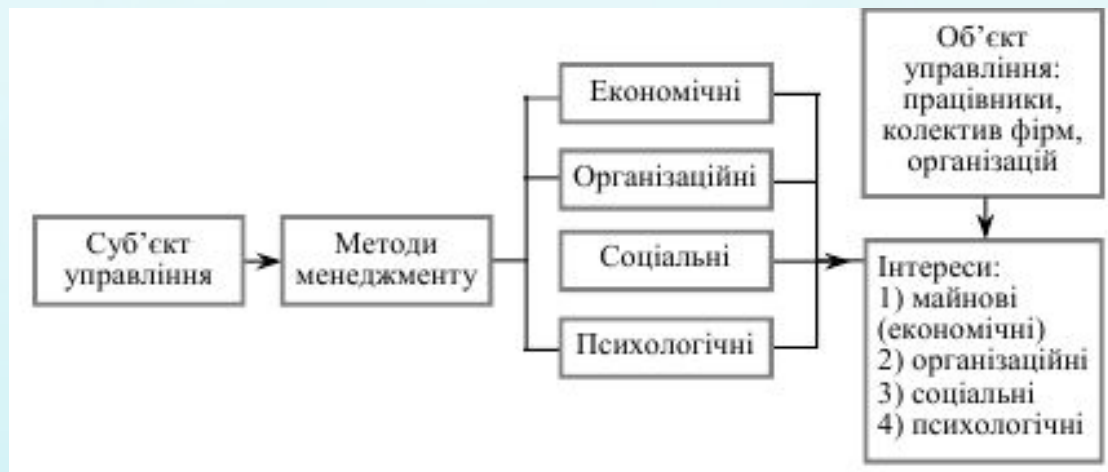 Суб’єкт
управління
Методи
менеджменту
Економічні
Організаційні
Соціальні
Психологічні
Об’єкт
управління:
працівники,
колектив фірм,
організацій
Інтереси:
1) майнові
(економічні)
2) організаційні
3) соціальні
4) психологічні